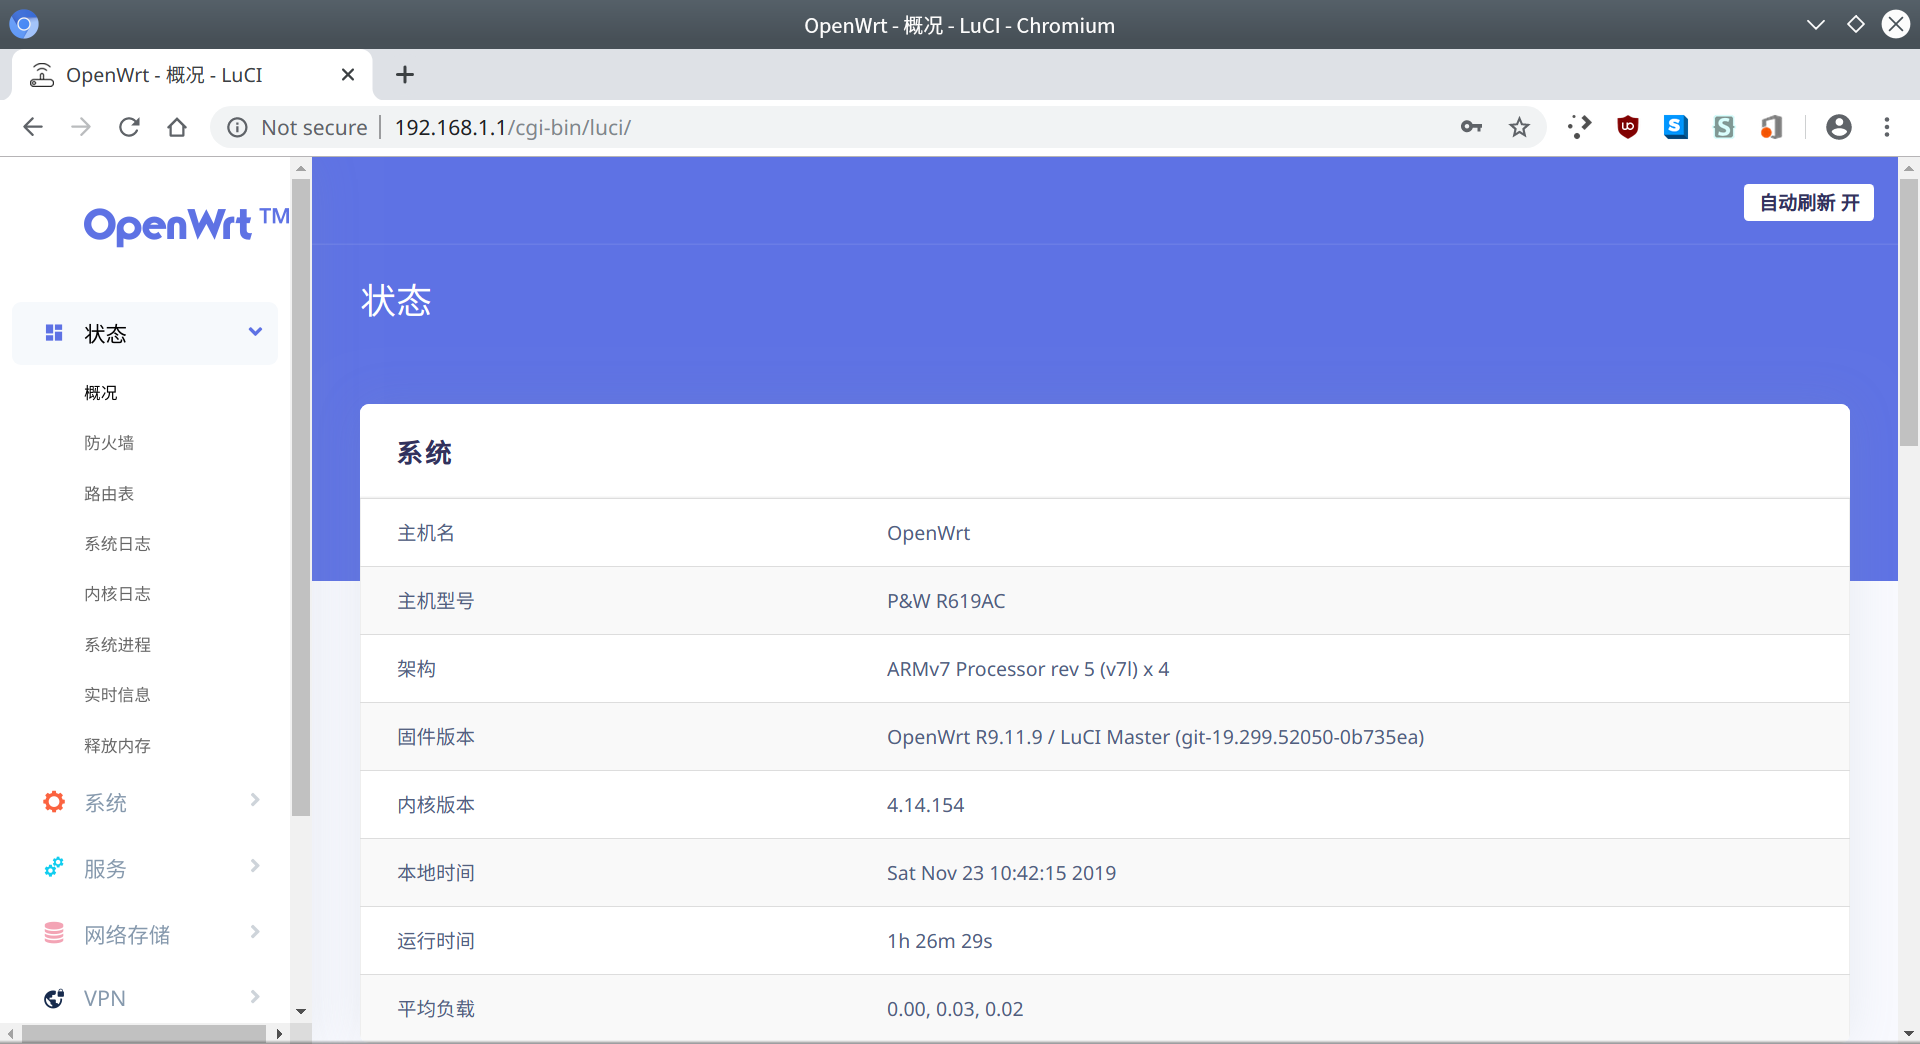 OpenWrt - 概况 - LuCI - Chromium
OpenWrt - 概况 - LuCI
Not secure 192.168.1.1/cgi-bin/luci/
OpenWrt ™
状态
概况
防火墙
路由表
系统日志
内核日志
系统进程
实时信息
释放内存
系统
服务
网络存储
VPN
自动刷新 开
状态
系统
主机名 OpenWrt
主机型号 P&W R619AC
架构 ARMv7 Processor rev 5 (v7l) x 4
固件版本 OpenWrt R9.11.9 / LuCI Master (git-19.299.52050-0b735ea)
内核版本 4.14.154
本地时间 Sat Nov 23 10:42:15 2019
运行时间 1h 26m 29s
平均负载 0.00, 0.03, 0.02